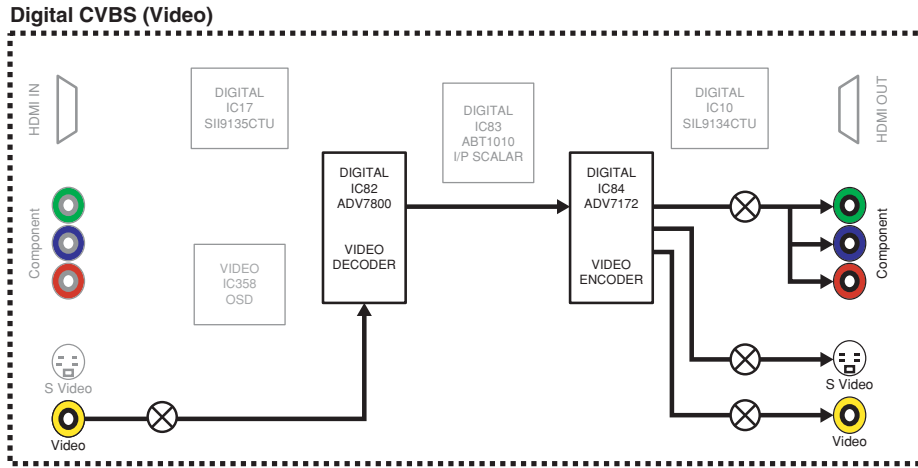 Digital CVBS (Video)
HDMI IN
DIGITAL
IC17
SII9135CTU
DIGITAL
IC83
ABT1010
I/P SCALAR
DIGITAL
IC10
SIL9134CTU
HDMI OUT
DIGITAL
IC82
ADV7800
VIDEO
DECODER
DIGITAL
IC84
ADV7172
VIDEO
ENCODER
Component
VIDEO
IC358
OSD
Component
S Video
Video
S Video
Video